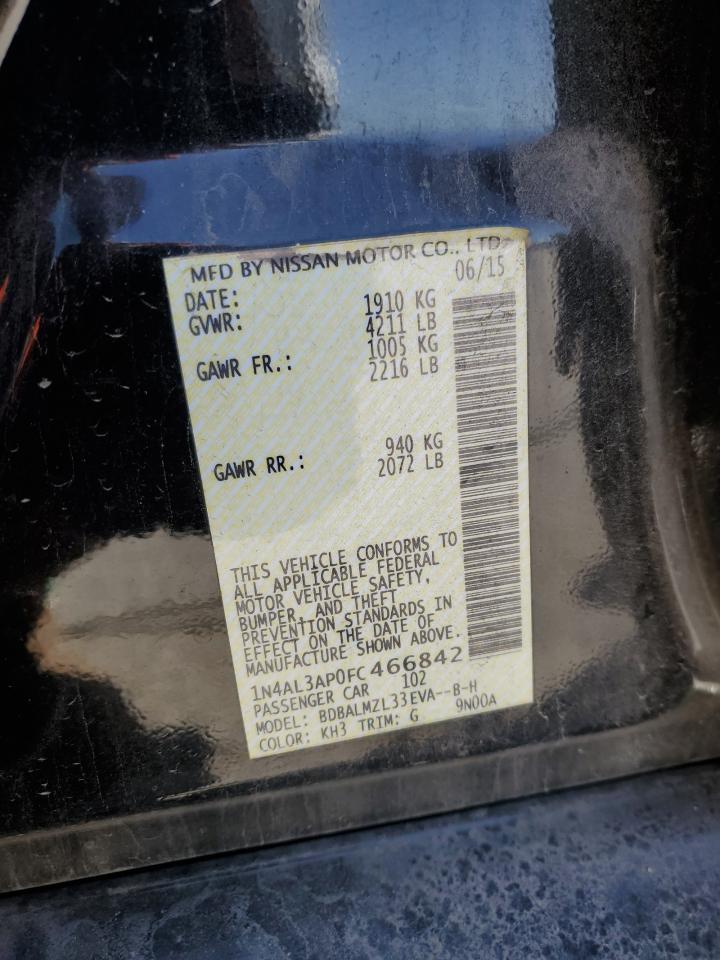 MFD BY NISSAN MOTOR CO., LTD.
DATE: 06/15
GVWR: 1910 KG
4211 LB
GAWR FR.: 1005 KG
2216 LB
GAWR RR.: 940 KG
2072 LB
THIS VEHICLE CONFORMS TO
ALL APPLICABLE FEDERAL
MOTOR VEHICLE SAFETY,
BUMPER, AND THEFT
PREVENTION STANDARDS IN
EFFECT ON THE DATE OF
MANUFACTURE SHOWN ABOVE.
1N4AL3AP0FC466842
PASSENGER CAR 102
MODEL: BDBALMZL33EVA--B-H
COLOR: KH3 TRIM: G 9N00A